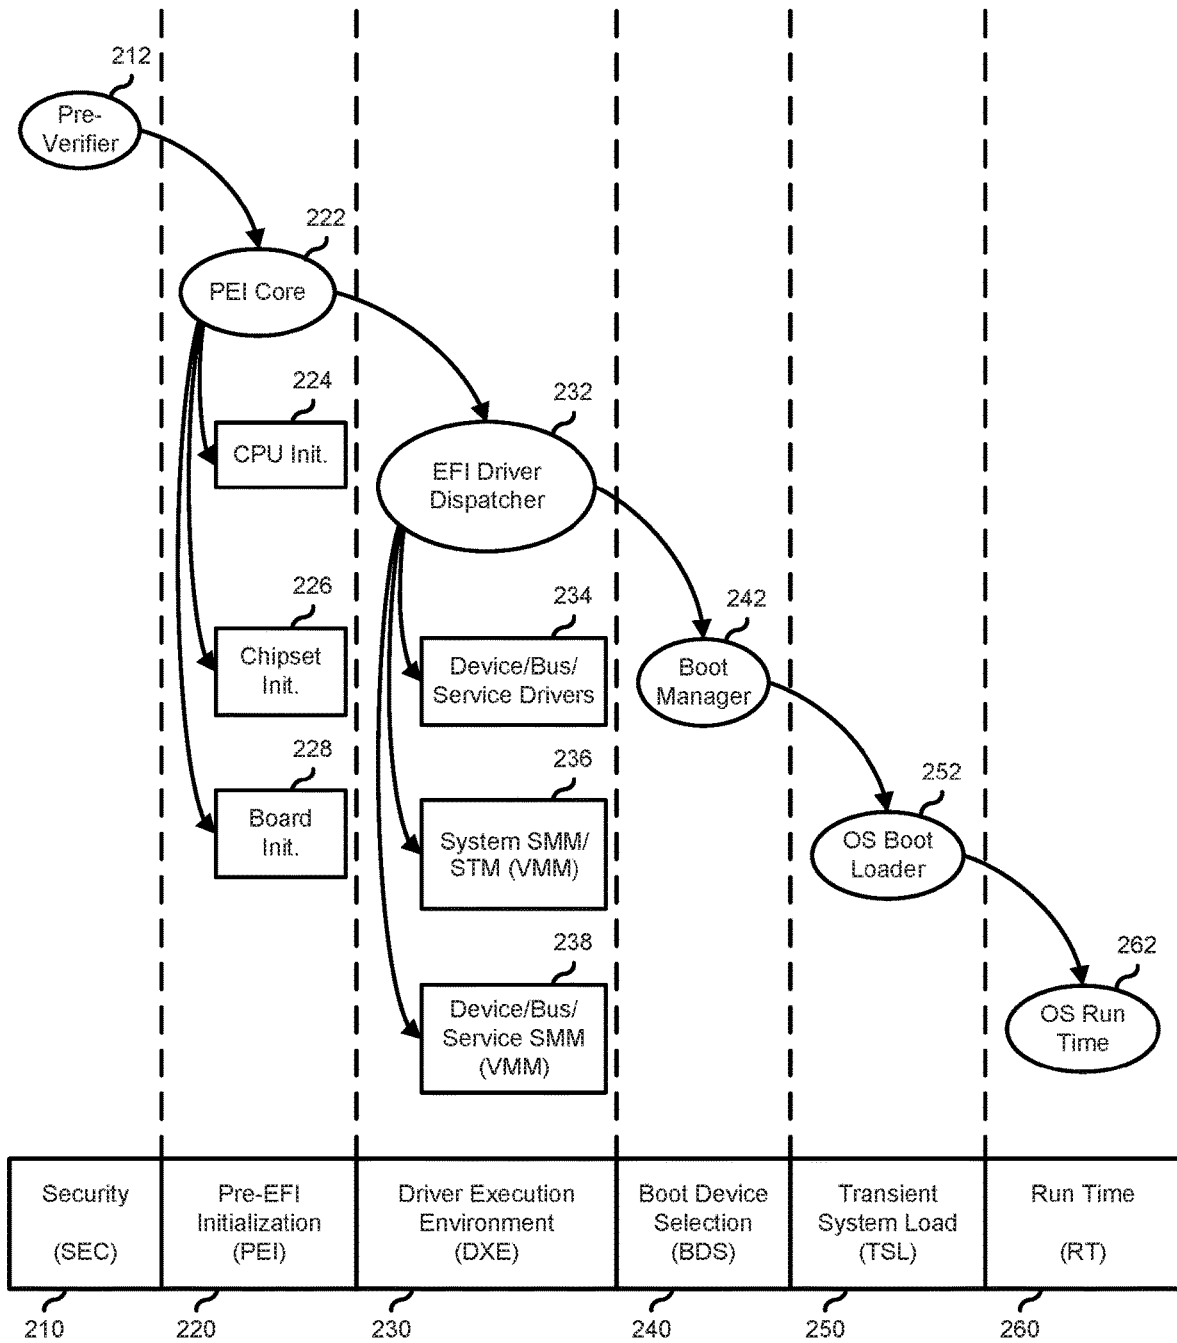 212
Pre-
Verifier
222
PEI Core
224
CPU Init.
232
EFI Driver
Dispatcher
226
Chipset
Init.
234
Device/Bus/
Service Drivers
242
Boot
Manager
228
Board
Init.
236
System SMM/
STM (VMM)
252
OS Boot
Loader
238
Device/Bus/
Service SMM
(VMM)
262
OS Run
Time
Security
(SEC)
Pre-EFI
Initialization
(PEI)
Driver Execution
Environment
(DXE)
Boot Device
Selection
(BDS)
Transient
System Load
(TSL)
Run Time
(RT)
210
220
230
240
250
260